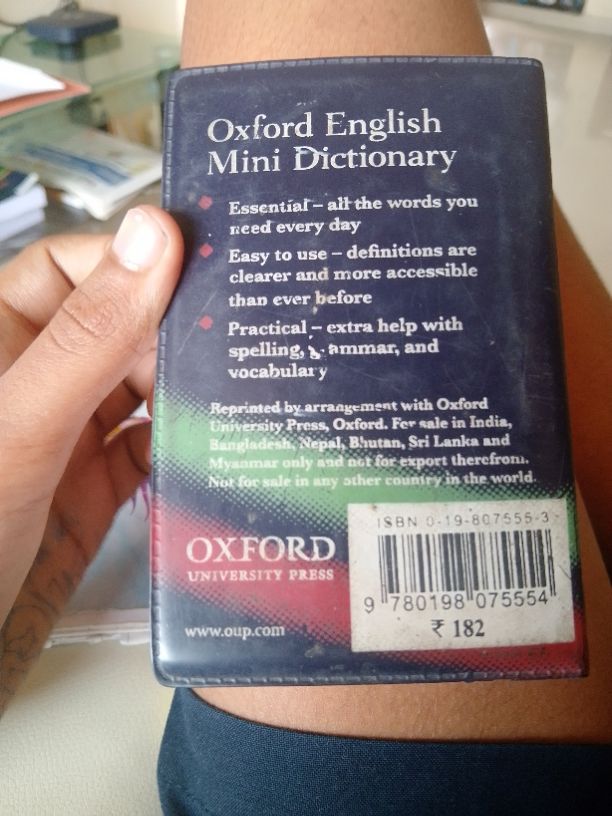 Oxford English
Mini Dictionary
Essential – all the words you
need every day
Easy to use – definitions are
clearer and more accessible
than ever before
Practical – extra help with
spelling, grammar, and
vocabulary
Reprinted by arrangement with Oxford
University Press, Oxford. For sale in India,
Bangladesh, Nepal, Bhutan, Sri Lanka and
Myanmar only and not for export therefrom.
Not for sale in any other country in the world.
ISBN 0-19-807555-3
OXFORD
UNIVERSITY PRESS
9 780198 075554
₹ 182
www.oup.com